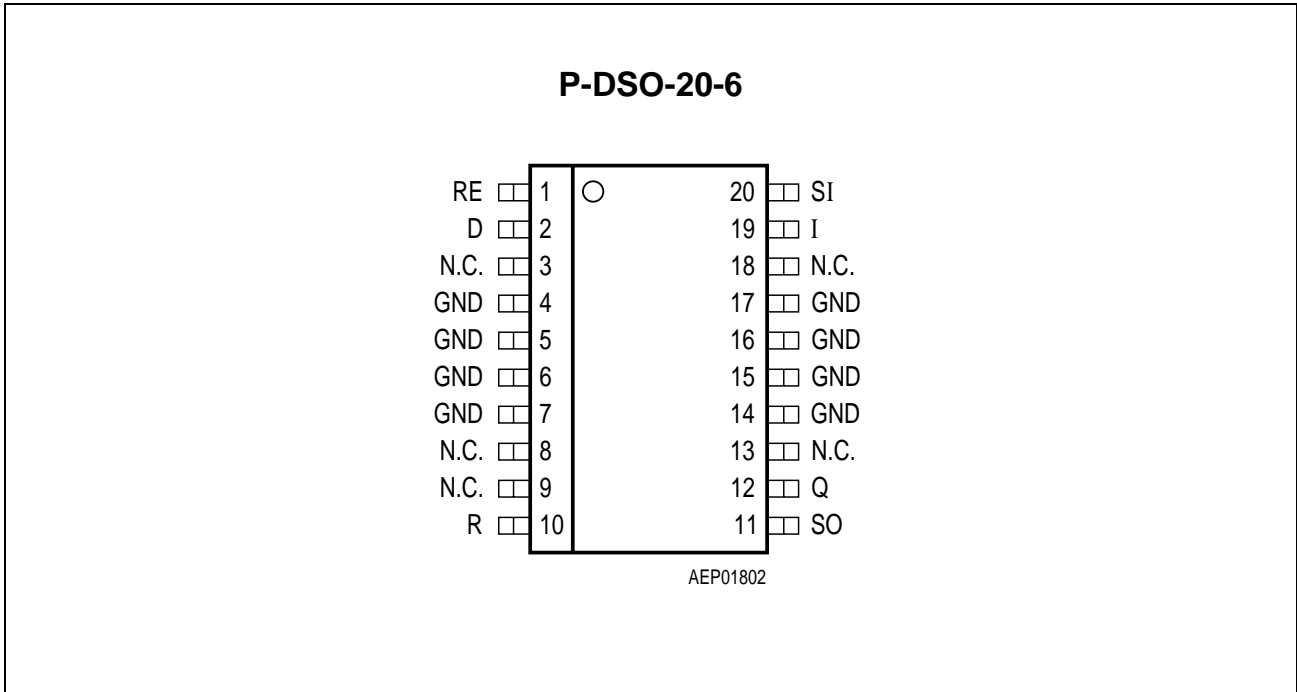 P-DSO-20-6
RE 1 20 SI
D 2 19 I
N.C. 3 18 N.C.
GND 4 17 GND
GND 5 16 GND
GND 6 15 GND
GND 7 14 GND
N.C. 8 13 N.C.
N.C. 9 12 Q
R 10 11 SO
AEP01802